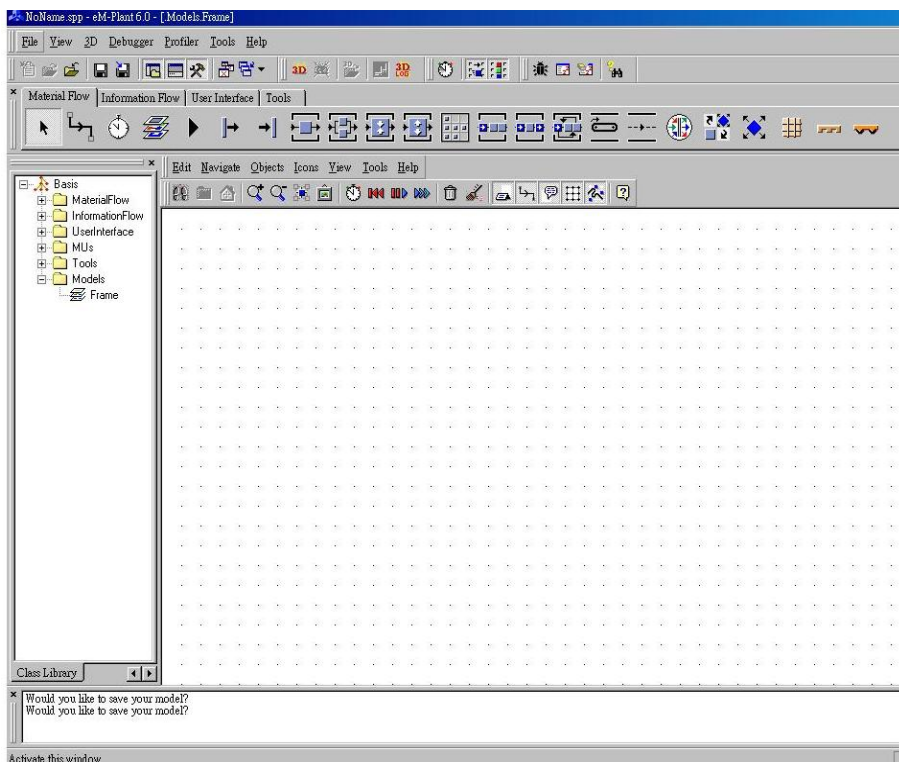 NoName.spp - eM-Plant 6.0 - [.Models.Frame]
File View 3D Debugger Profiler Tools Help
3D
Material Flow Information Flow User Interface Tools
Edit Navigate Objects Icons View Tools Help
Basis
MaterialFlow
InformationFlow
UserInterface
MUs
Tools
Models
Frame
Class Library
Would you like to save your model?
Would you like to save your model?
Activate this window